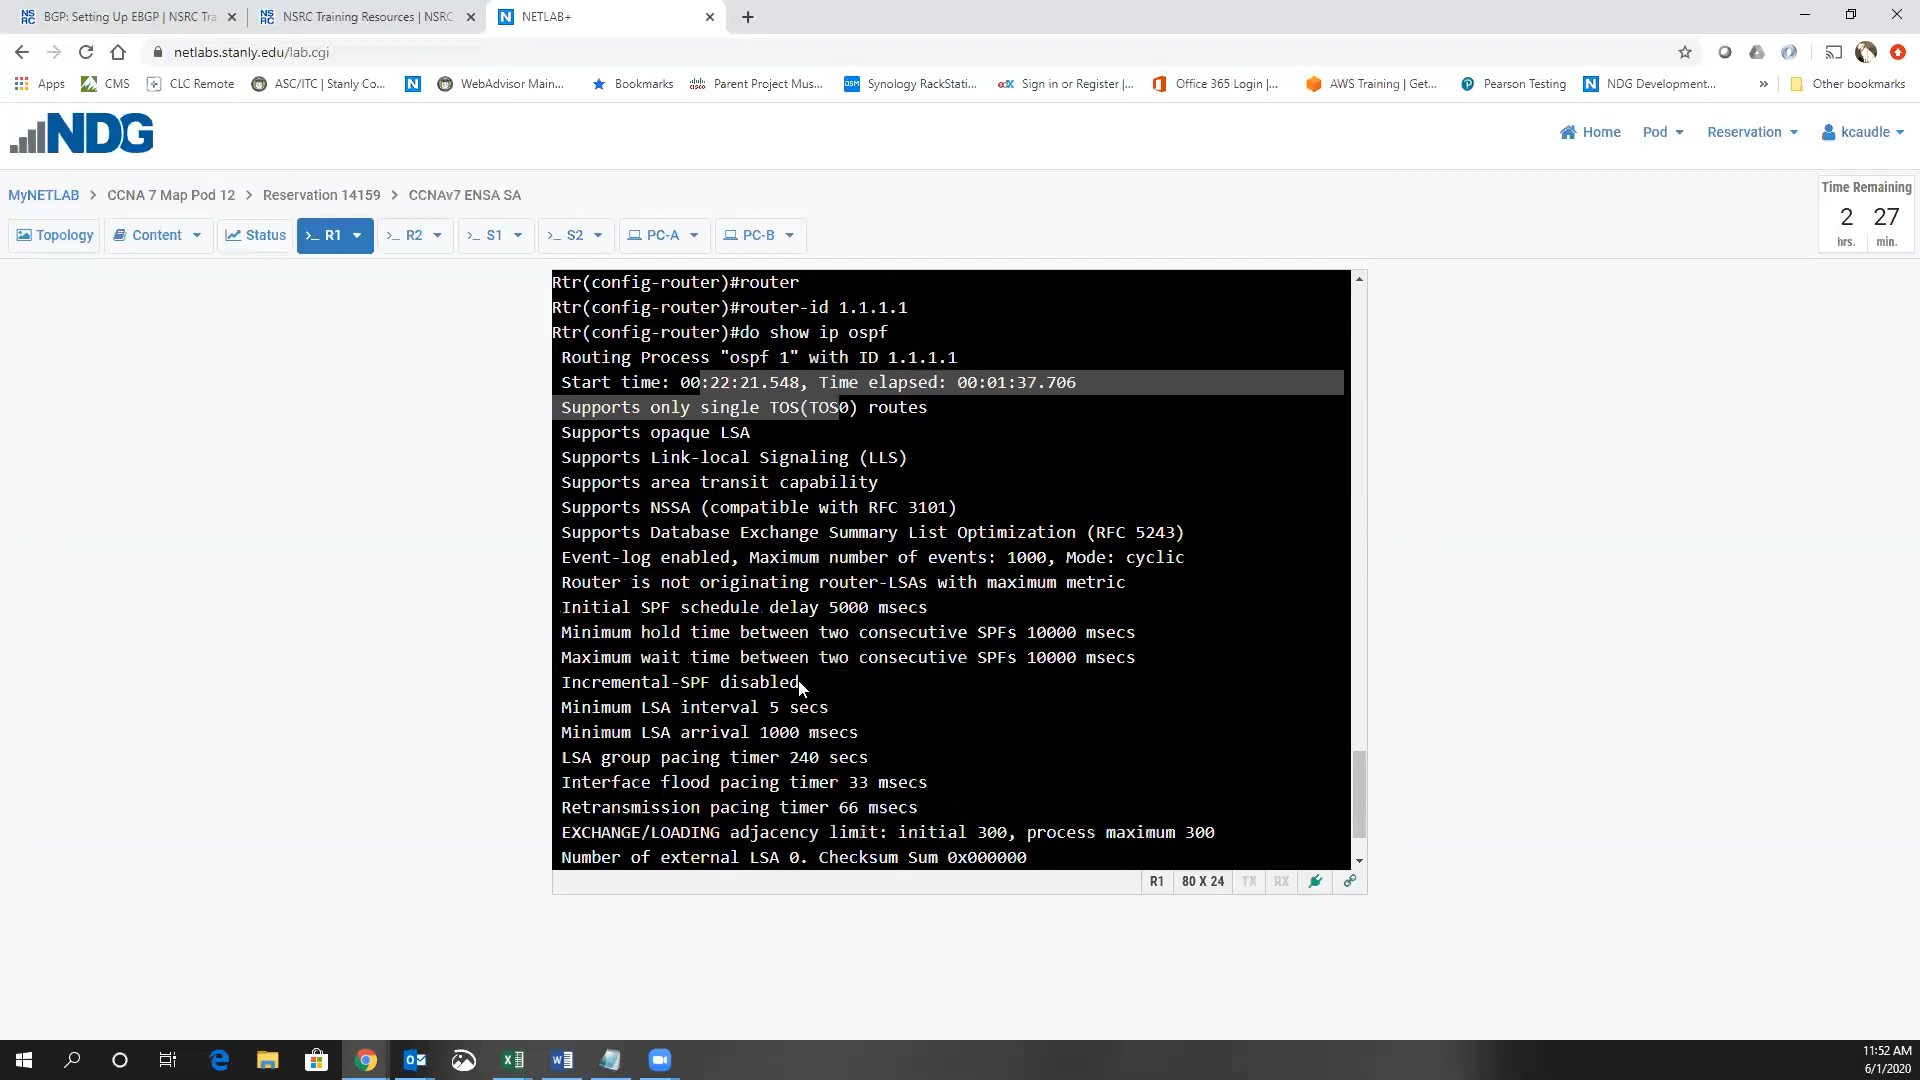 BGP: Setting Up EBGP | NSRC Tra
NSRC Training Resources | NSRC
NETLAB+
netlabs.stanly.edu/lab.cgi
Apps
CMS
CLC Remote
ASC/ITC | Stanly Co...
WebAdvisor Main...
Bookmarks
Parent Project Mus...
Synology RackStati...
Sign in or Register |...
Office 365 Login |...
AWS Training | Get...
Pearson Testing
NDG Development...
»
Other bookmarks
NDG
Home
Pod
Reservation
kcaudle
MyNETLAB > CCNA 7 Map Pod 12 > Reservation 14159 > CCNAv7 ENSA SA
Time Remaining
2 27
hrs. min.
Topology
Content
Status
R1
R2
S1
S2
PC-A
PC-B
Rtr(config-router)#router
Rtr(config-router)#router-id 1.1.1.1
Rtr(config-router)#do show ip ospf
Routing Process "ospf 1" with ID 1.1.1.1
Start time: 00:22:21.548, Time elapsed: 00:01:37.706
Supports only single TOS(TOS0) routes
Supports opaque LSA
Supports Link-local Signaling (LLS)
Supports area transit capability
Supports NSSA (compatible with RFC 3101)
Supports Database Exchange Summary List Optimization (RFC 5243)
Event-log enabled, Maximum number of events: 1000, Mode: cyclic
Router is not originating router-LSAs with maximum metric
Initial SPF schedule delay 5000 msecs
Minimum hold time between two consecutive SPFs 10000 msecs
Maximum wait time between two consecutive SPFs 10000 msecs
Incremental-SPF disabled
Minimum LSA interval 5 secs
Minimum LSA arrival 1000 msecs
LSA group pacing timer 240 secs
Interface flood pacing timer 33 msecs
Retransmission pacing timer 66 msecs
EXCHANGE/LOADING adjacency limit: initial 300, process maximum 300
Number of external LSA 0. Checksum Sum 0x000000
R1 80 X 24 TX RX
11:52 AM
6/1/2020